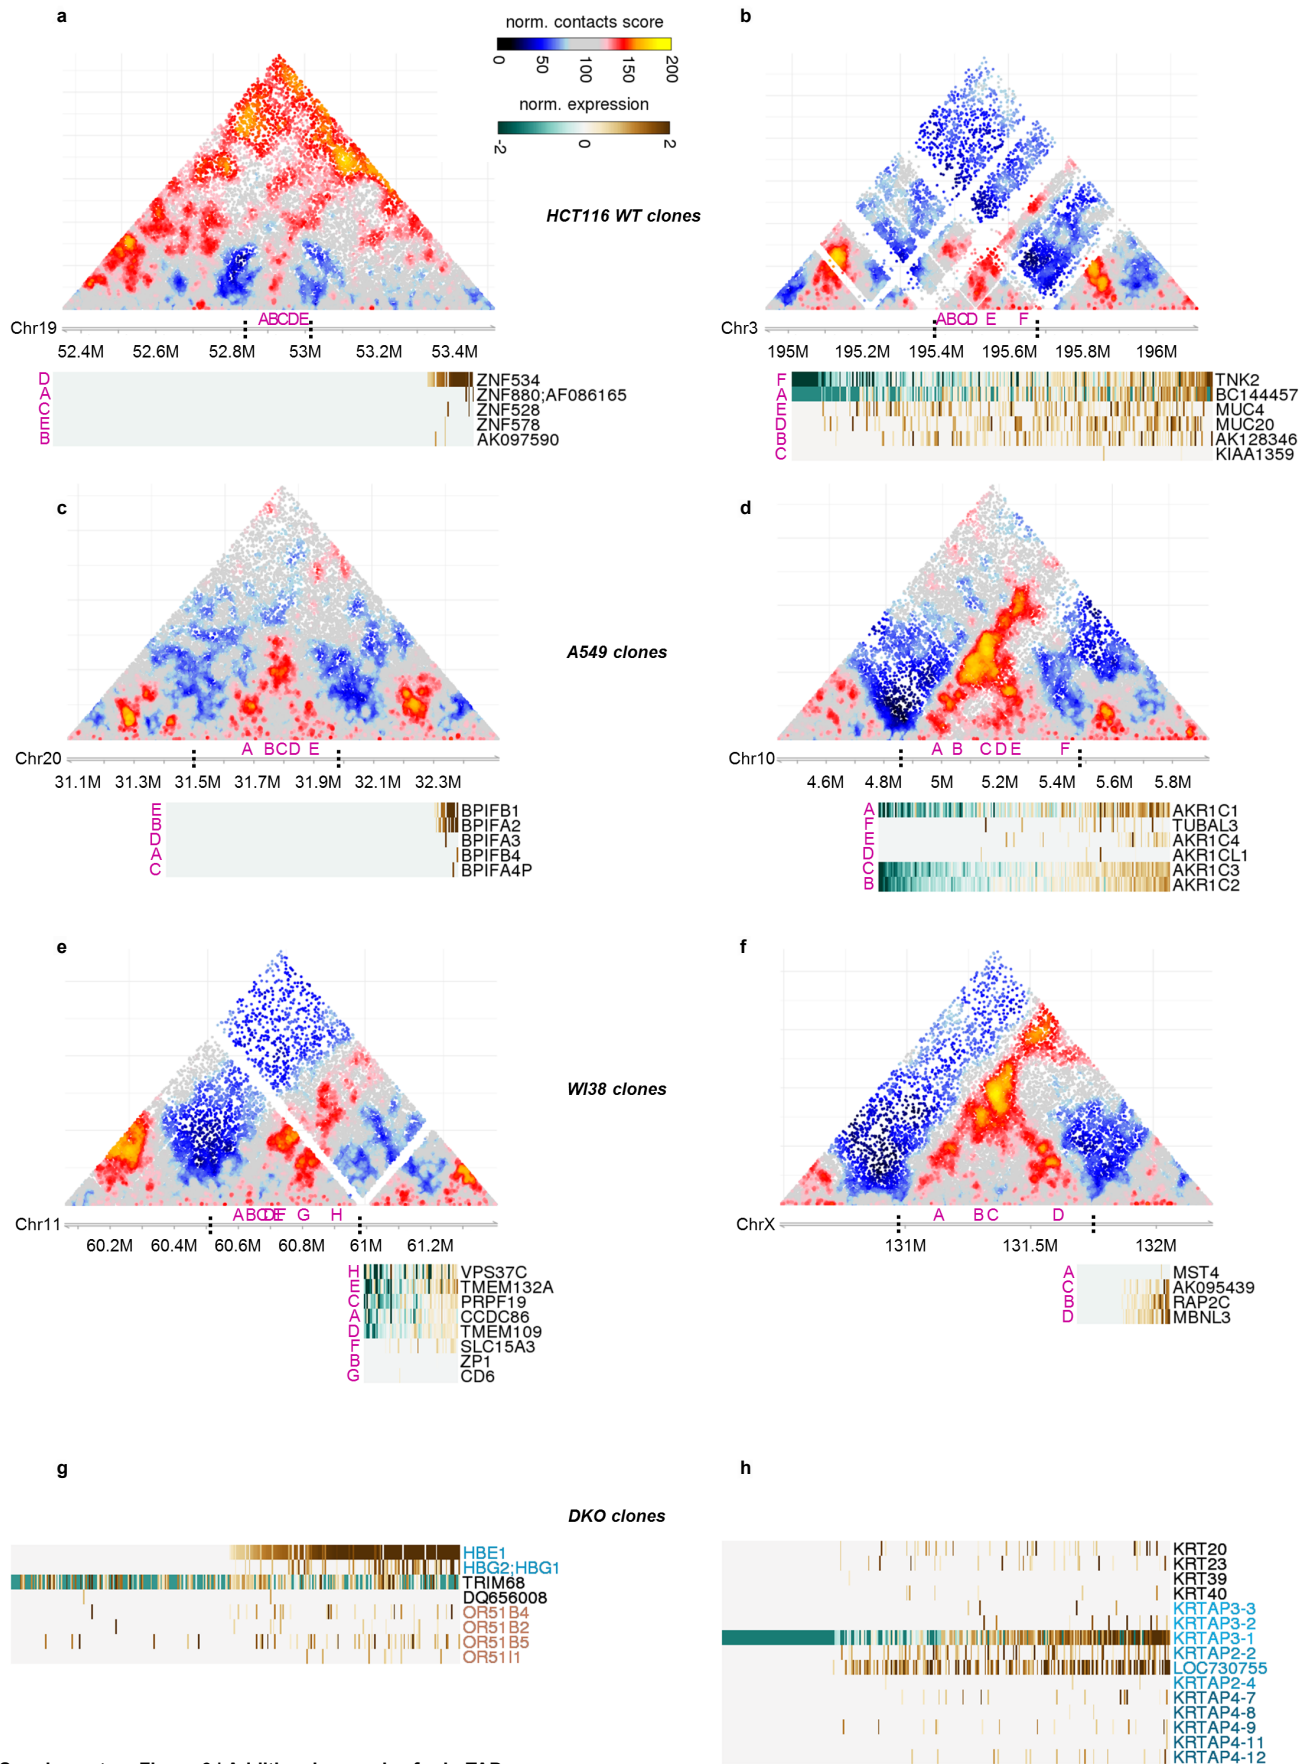 a
norm. contacts score
0 50 100 150 200
norm. expression
-2 0 2
b
HCT116 WT clones
ABCDE
Chr19
52.4M 52.6M 52.8M 53M 53.2M 53.4M
D ZNF534
A ZNF880;AF086165
C ZNF528
E ZNF578
B AK097590
ABCD E F
Chr3
195M 195.2M 195.4M 195.6M 195.8M 196M
F TNK2
A BC144457
E MUC4
D MUC20
B AK128346
C KIAA1359
c
d
A549 clones
A BCD E
Chr20
31.1M 31.3M 31.5M 31.7M 31.9M 32.1M 32.3M
E BPIFB1
B BPIFA2
D BPIFA3
A BPIFB4
C BPIFA4P
A B C D E F
Chr10
4.6M 4.8M 5M 5.2M 5.4M 5.6M 5.8M
A AKR1C1
F TUBAL3
E AKR1C4
D AKR1CL1
C AKR1C3
B AKR1C2
e
f
WI38 clones
A BCDEF G H
Chr11
60.2M 60.4M 60.6M 60.8M 61M 61.2M
H VPS37C
E TMEM132A
C PRPF19
A CCDC86
D TMEM109
F SLC15A3
B ZP1
G CD6
A B C D
ChrX
131M 131.5M 132M
A MST4
C AK095439
B RAP2C
D MBNL3
g
h
DKO clones
HBE1
HBG2;HBG1
TRIM68
DQ656008
OR51B4
OR51B2
OR51B5
OR51I1
KRT20
KRT23
KRT39
KRT40
KRTAP3-3
KRTAP3-2
KRTAP3-1
KRTAP2-2
LOC730755
KRTAP2-4
KRTAP4-7
KRTAP4-8
KRTAP4-9
KRTAP4-11
KRTAP4-12